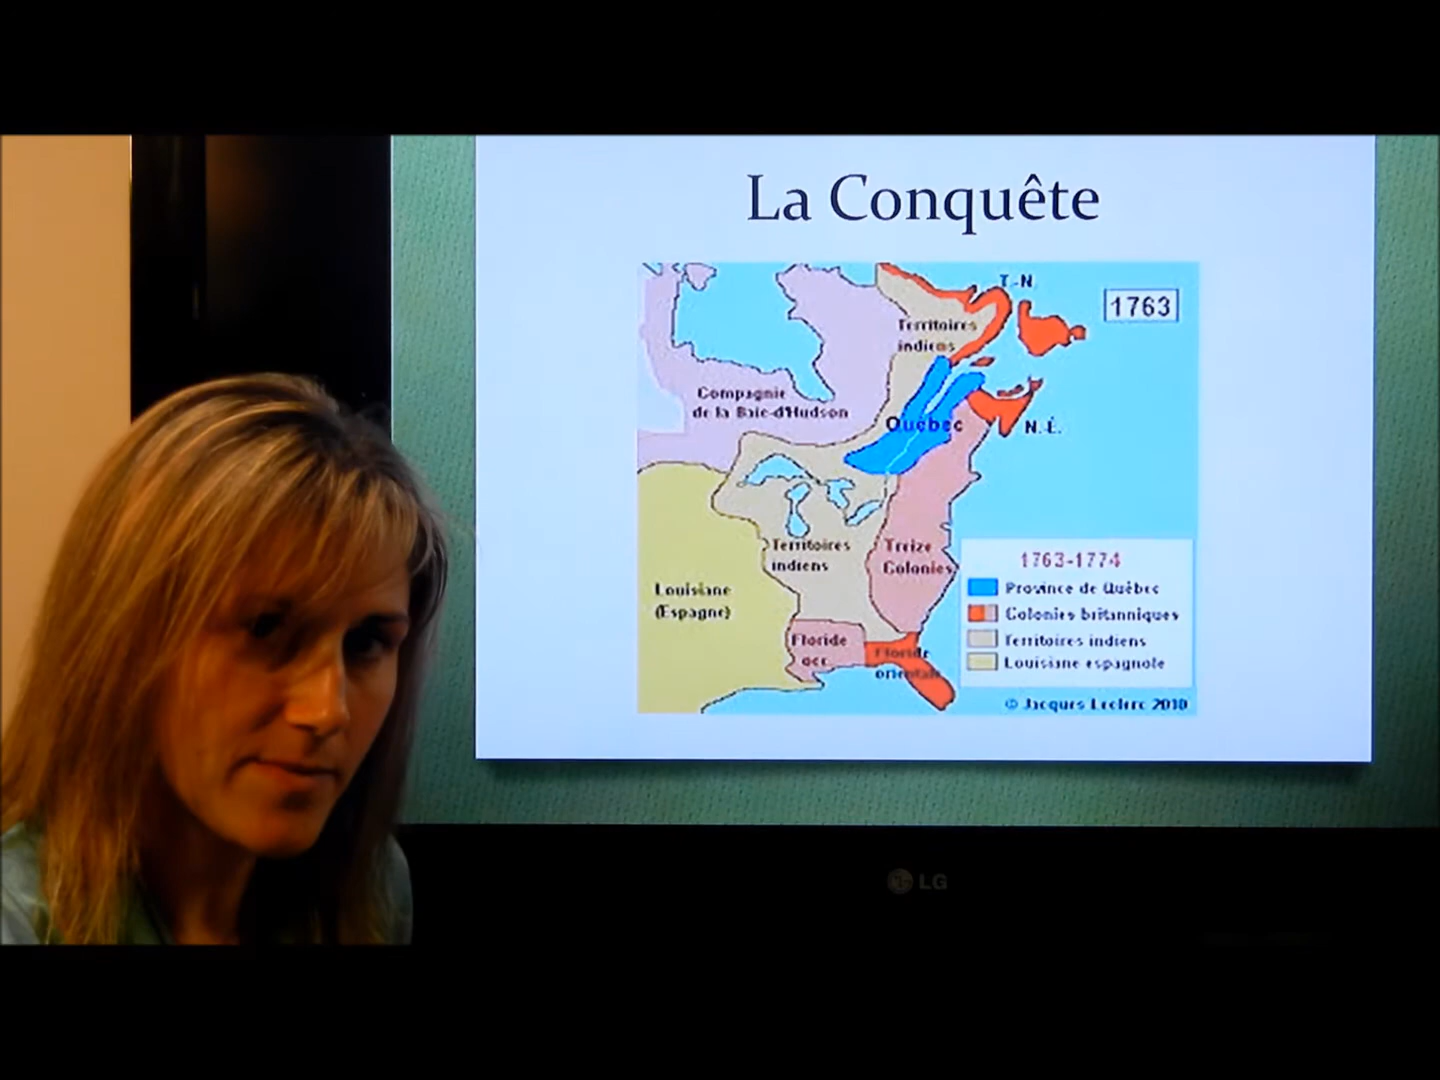 La Conquête
T.-N.
1763
Territoires
indiens
Compagnie
de la Baie-d'Hudson
Québec
N.-É.
Territoires
indiens
Treize
Colonies
Louisiane
(Espagne)
Floride
occ.
Floride
orientale
1763-1774
Province de Québec
Colonies britanniques
Territoires indiens
Louisiane espagnole
© Jacques Leclerc 2010
LG